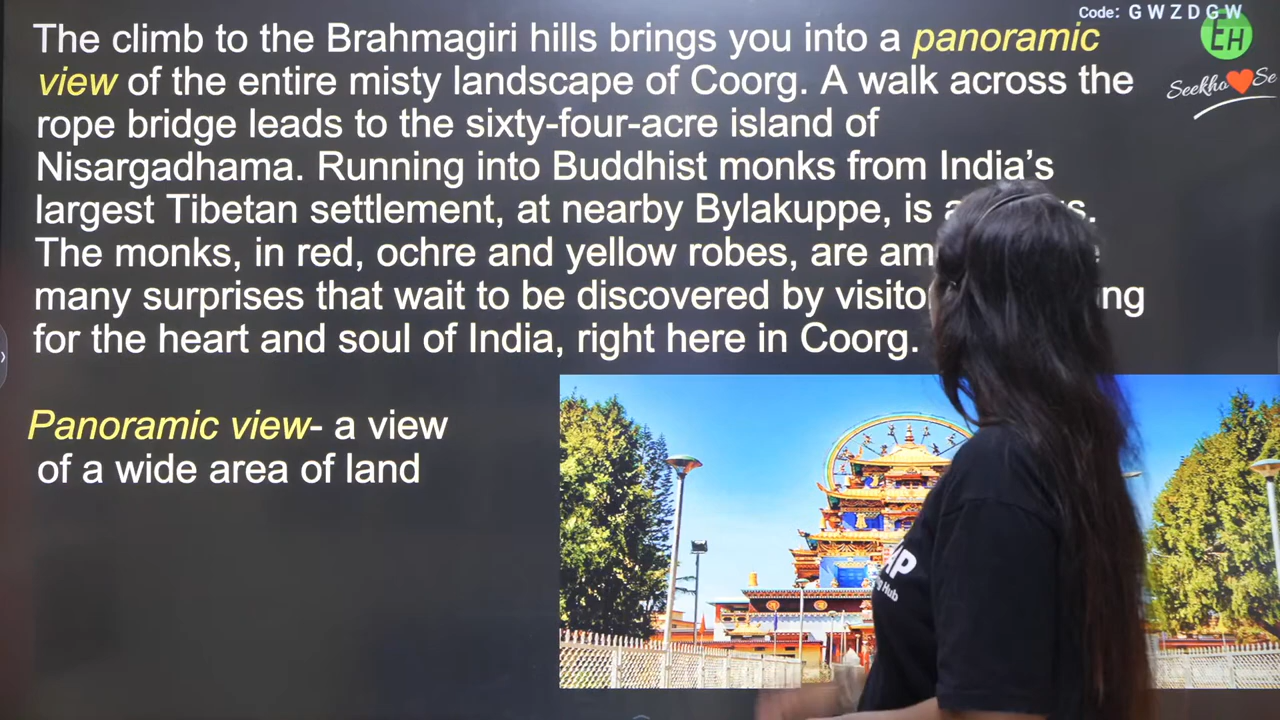 Code: G W Z D G W
EH
Seekho Se
The climb to the Brahmagiri hills brings you into a panoramic
view of the entire misty landscape of Coorg. A walk across the
rope bridge leads to the sixty-four-acre island of
Nisargadhama. Running into Buddhist monks from India’s
largest Tibetan settlement, at nearby Bylakuppe, is a
The monks, in red, ochre and yellow robes, are
many surprises that wait to be discovered by
for the heart and soul of India, right here in Coorg.
Panoramic view- a view
of a wide area of land
Hub